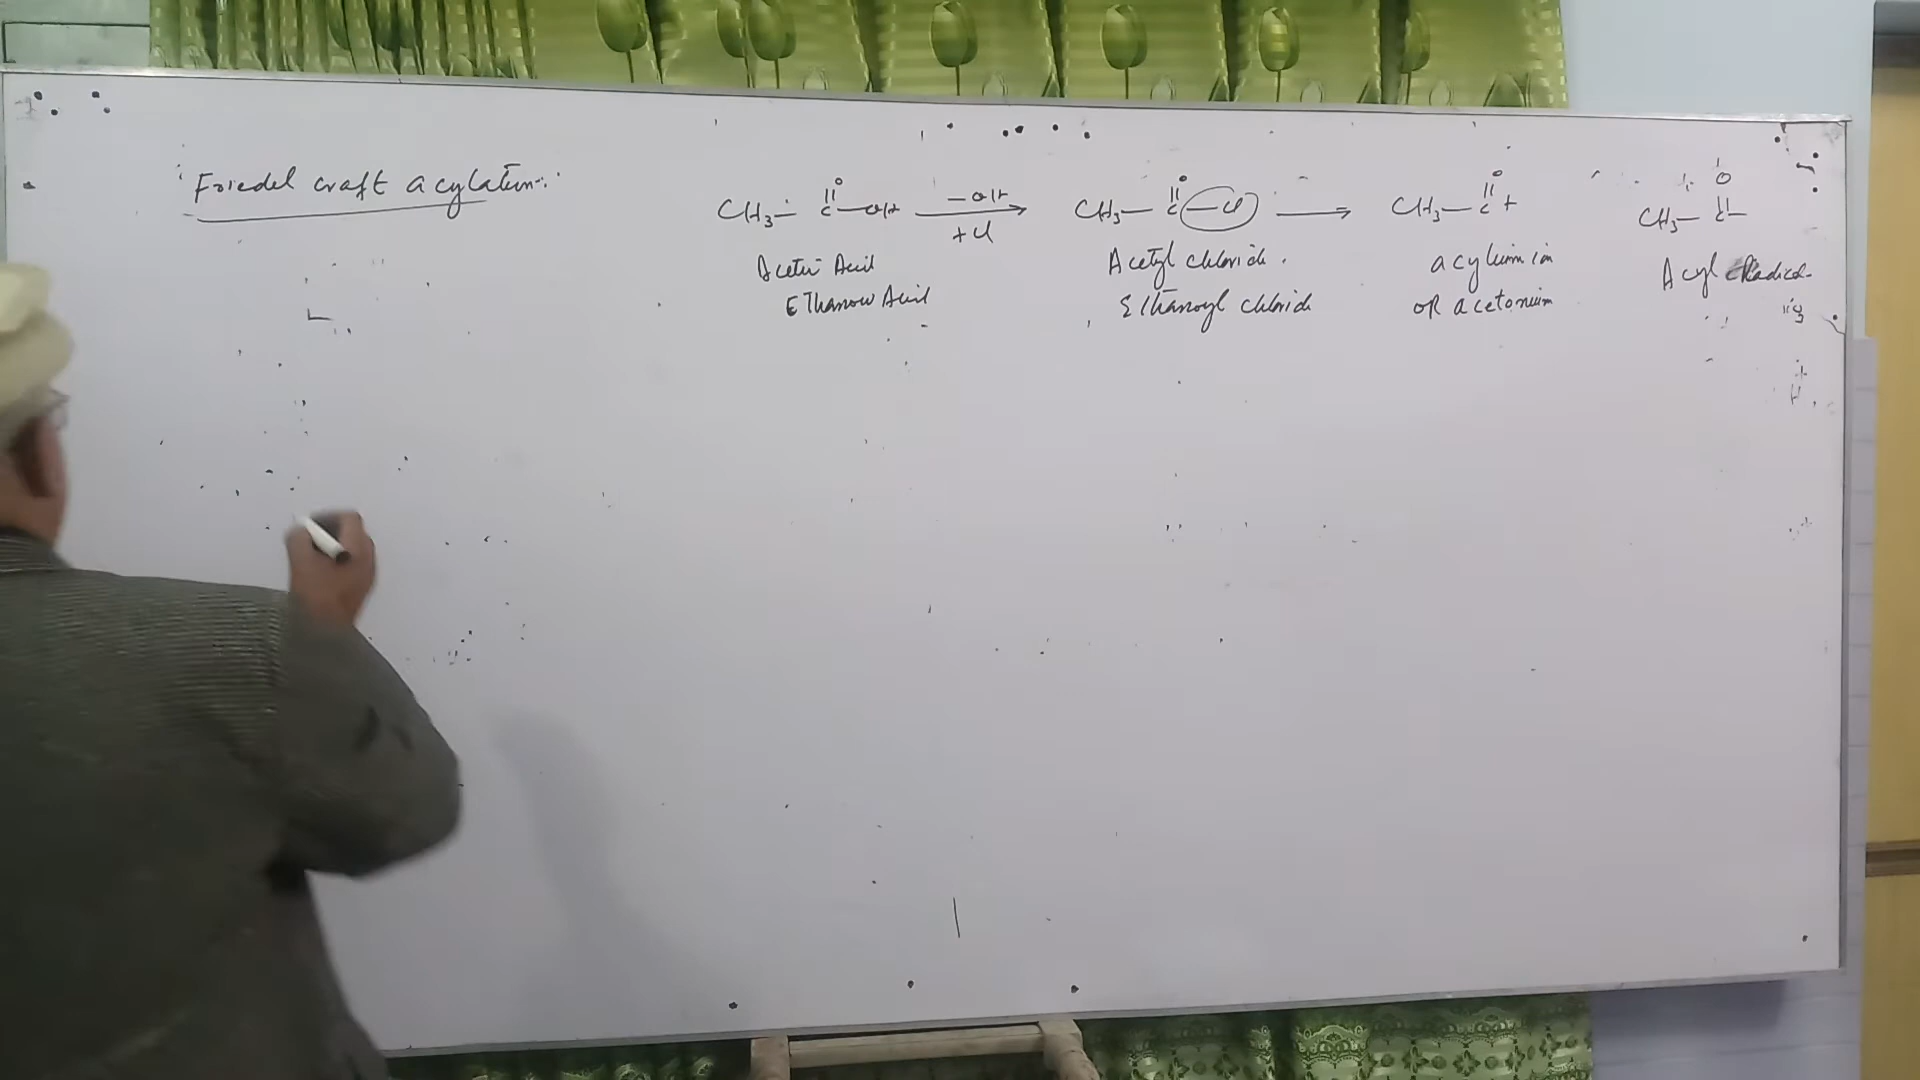 Friedel craft acylation:
O O O O
CH3— C—OH —OH +Cl CH3— C—Cl CH3— C+ CH3— C—
Acetic Acid Acetyl chloride. acylium ion Acyl Radical
Ethanoic Acid Ethanoyl chloride OR acetonium